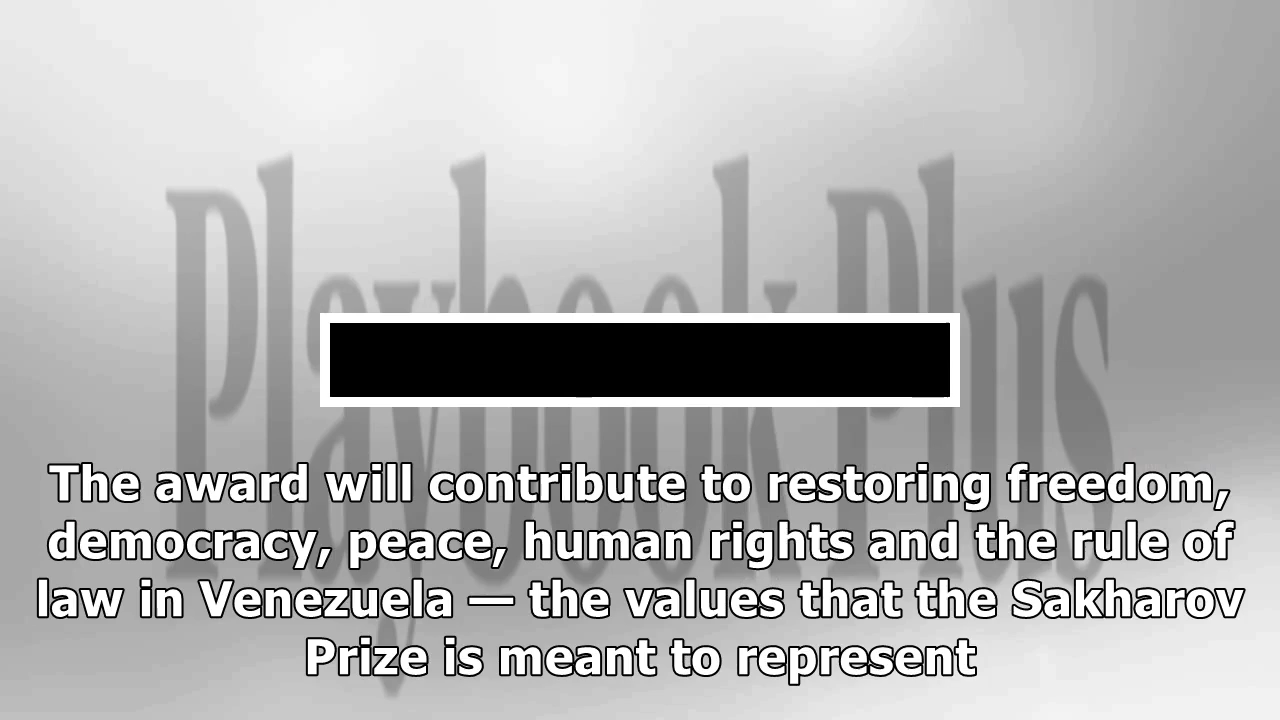 Playbook Plus
The award will contribute to restoring freedom,
democracy, peace, human rights and the rule of
law in Venezuela — the values that the Sakharov
Prize is meant to represent